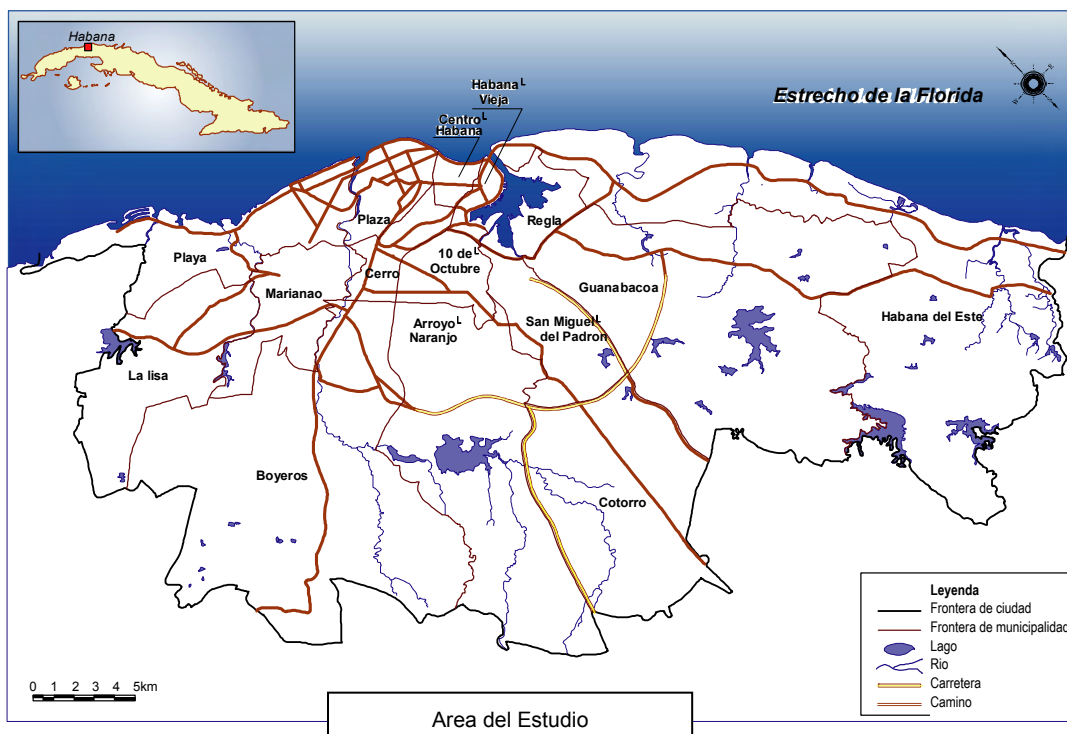 Habana
Estrecho de la Florida
Habana L
Vieja
Centro L
Habana
Plaza
Regla
Playa
10 de L
Octubre
Cerro
Marianao
Guanabacoa
Habana del Este
Arroyo L
Naranjo
San Miguel L
del Padron
La lisa
Boyeros
Cotorro
Leyenda
Frontera de ciudad
Frontera de municipalidad
Lago
Rio
Carretera
Camino
0 1 2 3 4 5km
Area del Estudio